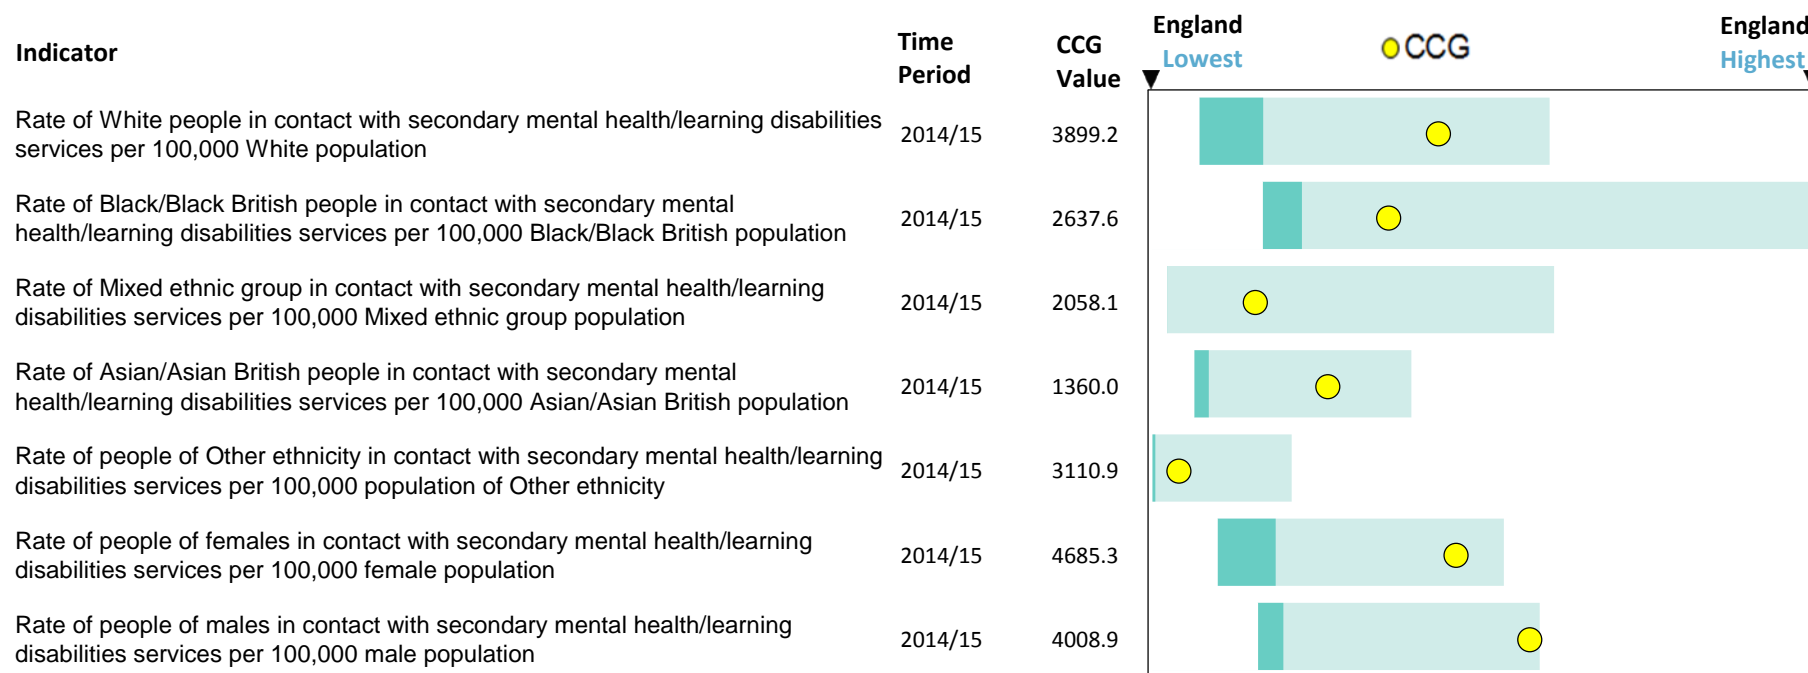 Indicator
Time
Period
CCG
Value
England
Lowest
CCG
England
Highest
Rate of White people in contact with secondary mental health/learning disabilities
services per 100,000 White population
2014/15
3899.2
Rate of Black/Black British people in contact with secondary mental
health/learning disabilities services per 100,000 Black/Black British population
2014/15
2637.6
Rate of Mixed ethnic group in contact with secondary mental health/learning
disabilities services per 100,000 Mixed ethnic group population
2014/15
2058.1
Rate of Asian/Asian British people in contact with secondary mental
health/learning disabilities services per 100,000 Asian/Asian British population
2014/15
1360.0
Rate of people of Other ethnicity in contact with secondary mental health/learning
disabilities services per 100,000 population of Other ethnicity
2014/15
3110.9
Rate of people of females in contact with secondary mental health/learning
disabilities services per 100,000 female population
2014/15
4685.3
Rate of people of males in contact with secondary mental health/learning
disabilities services per 100,000 male population
2014/15
4008.9